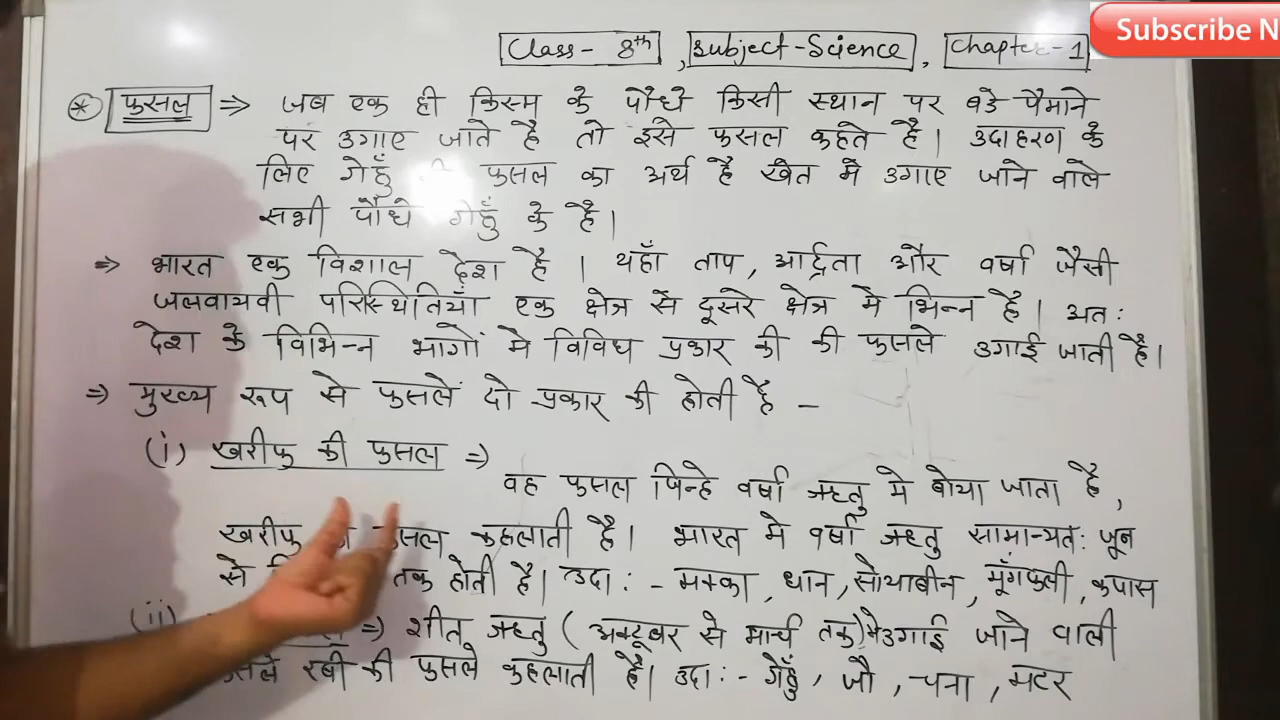 Subscribe N
Class- 8th , Subject-Science , Chapter-1
* फसल ⇒ जब एक ही किस्म के पौधे किसी स्थान पर बडे पैमाने
पर उगाए जाते है तो इसे फसल कहते है। उदाहरण के
लिए गेहुँ फसल का अर्थ है खेत मे उगाए जाने वाले
सभी पौधे गेहुँ के है।
⇒ भारत एक विशाल देश है । यहाँ ताप, आर्द्रता और वर्षा जैसी
जलवायवी परिस्थितियाँ एक क्षेत्र से दूसरे क्षेत्र मे भिन्न है। अतः
देश के विभिन्न भागों मे विविध प्रकार की की फसले उगाई जाती है।
⇒ मुख्य रूप से फसलें दो प्रकार की होती है –
(i) खरीफ की फसल ⇒
वह फसल जिन्हे वर्षा ऋतु मे बोया जाता है,
खरीफ फसल कहलाती है। भारत मे वर्षा ऋतु सामान्यतः जून
से तक होती है। उदा: - मक्का, धान, सोयाबीन, मूँगफली, कपास
(ii) ⇒ शीत ऋतु (अक्टूबर से मार्च तक) मे उगाई जाने वाली
रबी की फसले कहलाती है। उदा: - गेहुँ, जौ, चना, मटर